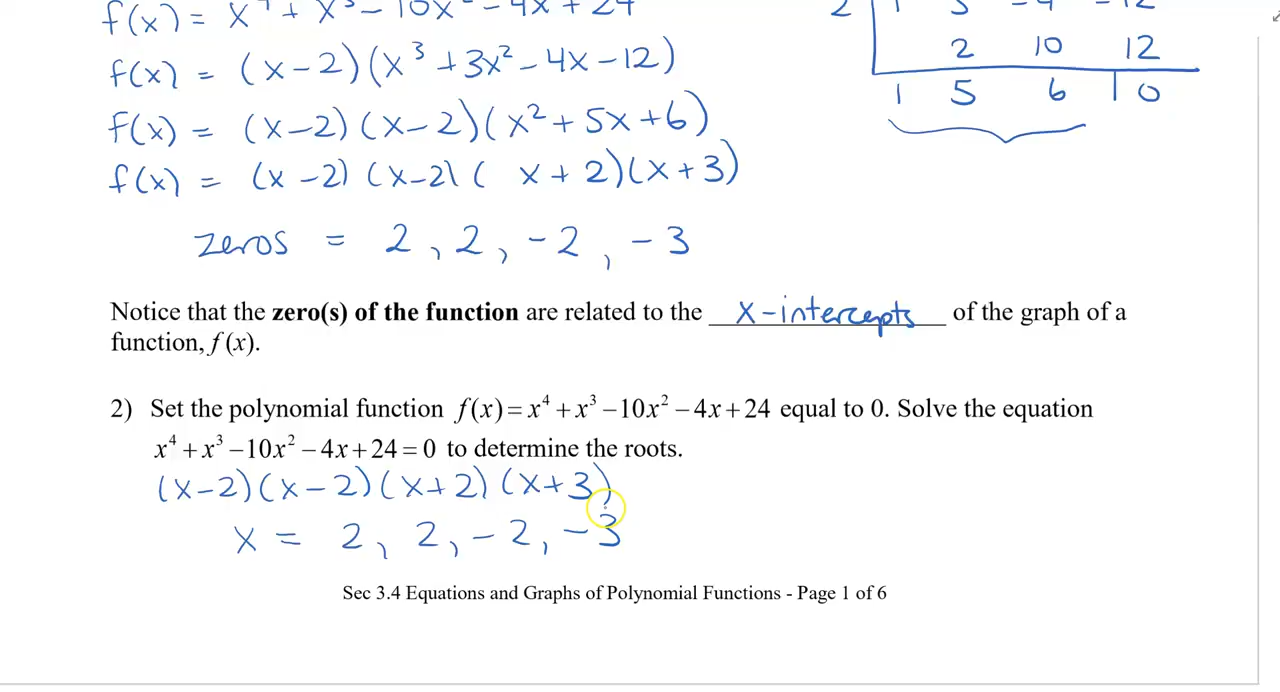 f(x) = x⁴ + x³ - 10x² - 4x + 24
2 | 1 3 -4 -12
f(x) = (x-2)(x³ + 3x² - 4x - 12)
2 10 12
1 5 6 | 0
f(x) = (x-2)(x-2)(x² + 5x + 6)
f(x) = (x-2)(x-2)(x+2)(x+3)
zeros = 2, 2, -2, -3
Notice that the zero(s) of the function are related to the x-intercepts of the graph of a
function, f(x).
2) Set the polynomial function f(x) = x⁴ + x³ - 10x² - 4x + 24 equal to 0. Solve the equation
x⁴ + x³ - 10x² - 4x + 24 = 0 to determine the roots.
(x-2)(x-2)(x+2)(x+3)
x = 2, 2, -2, -3
Sec 3.4 Equations and Graphs of Polynomial Functions - Page 1 of 6